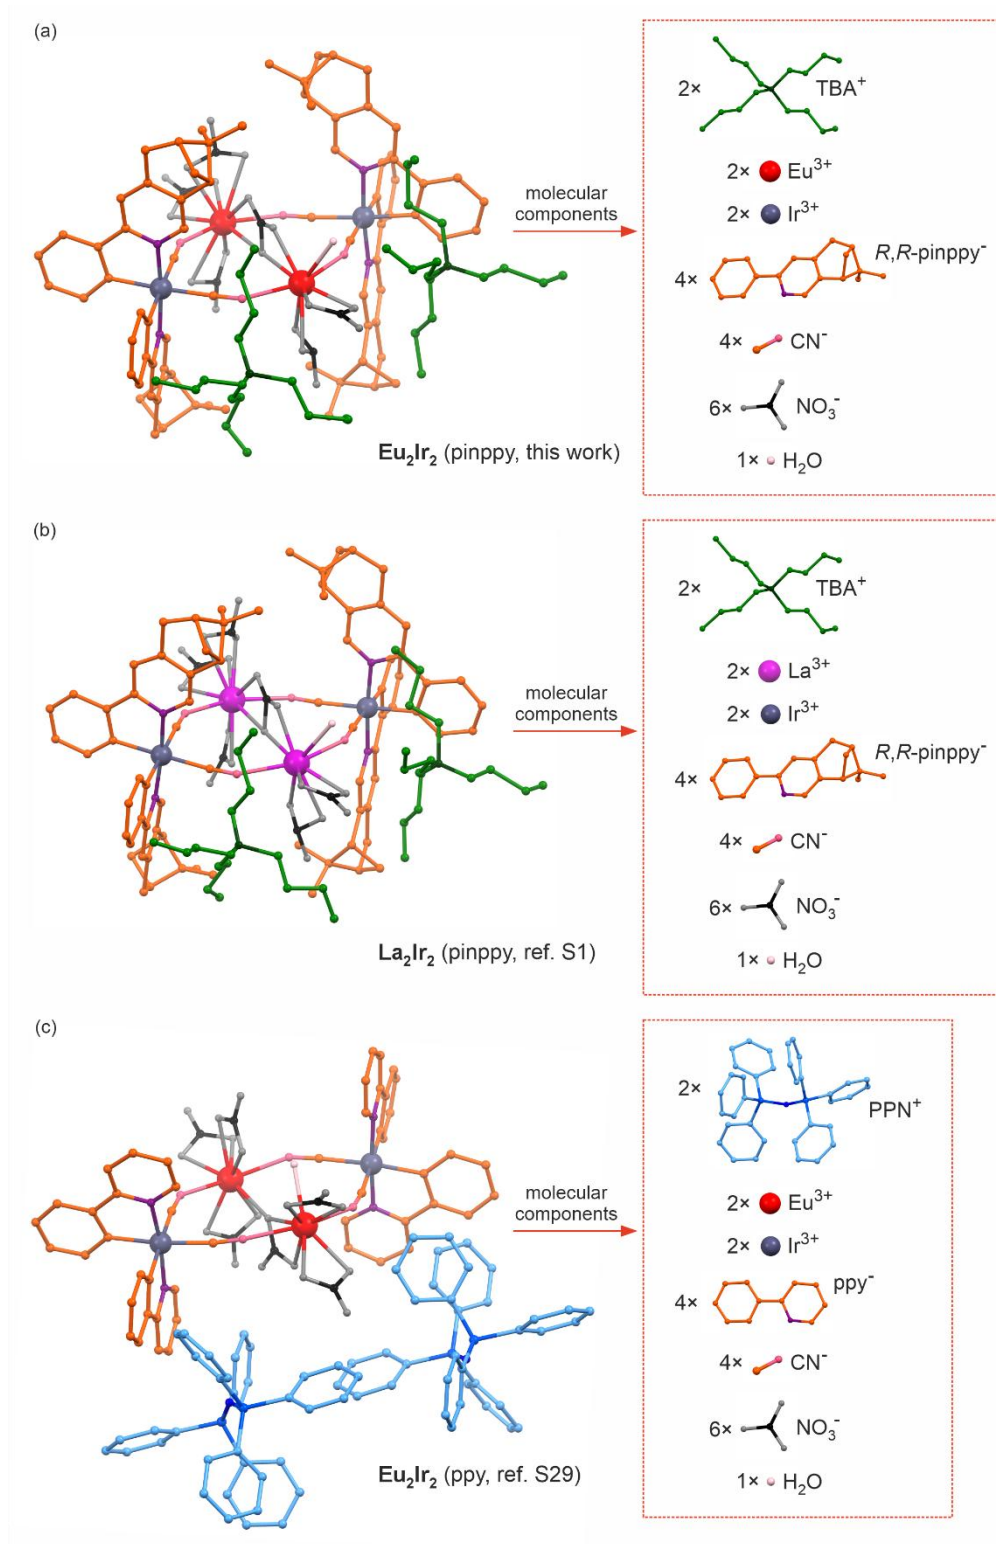 (a)
2× TBA⁺
2× Eu³⁺
2× Ir³⁺
molecular
components
R,R-pinppy⁻
4×
4× CN⁻
6× NO₃⁻
1× H₂O
Eu₂Ir₂ (pinppy, this work)
(b)
2× TBA⁺
2× La³⁺
2× Ir³⁺
molecular
components
R,R-pinppy⁻
4×
4× CN⁻
6× NO₃⁻
1× H₂O
La₂Ir₂ (pinppy, ref. S1)
(c)
2× PPN⁺
2× Eu³⁺
2× Ir³⁺
molecular
components
4× ppy⁻
4× CN⁻
6× NO₃⁻
1× H₂O
Eu₂Ir₂ (ppy, ref. S29)